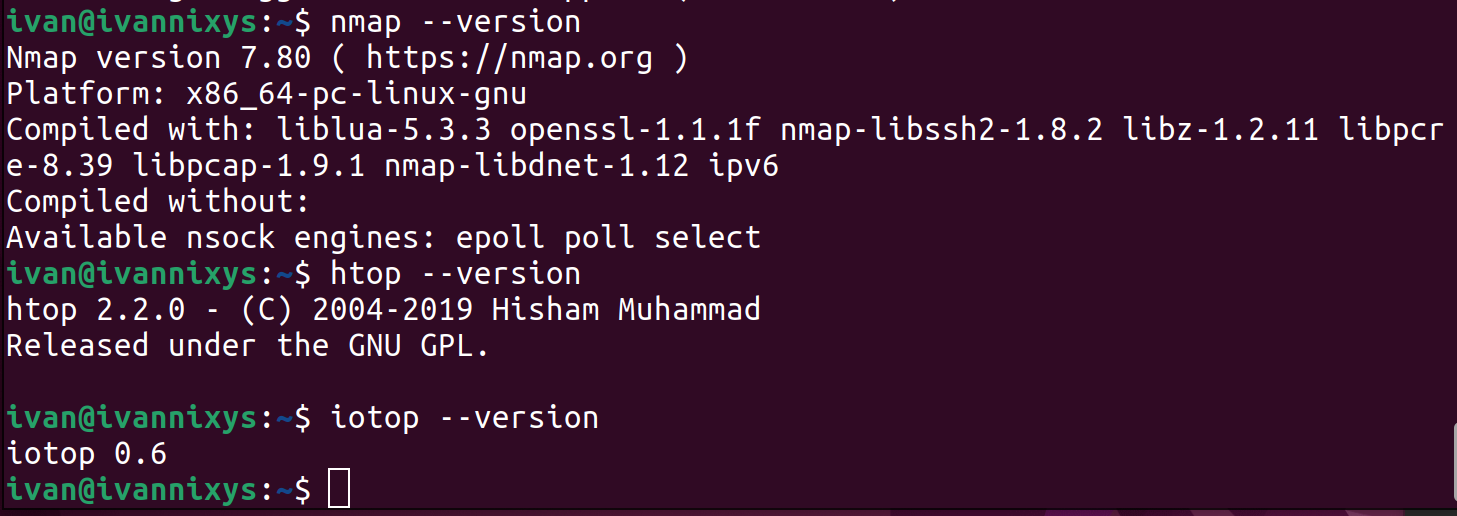 ivan@ivannixys:~$ nmap --version
Nmap version 7.80 ( https://nmap.org )
Platform: x86_64-pc-linux-gnu
Compiled with: liblua-5.3.3 openssl-1.1.1f nmap-libssh2-1.8.2 libz-1.2.11 libpcr
e-8.39 libpcap-1.9.1 nmap-libdnet-1.12 ipv6
Compiled without:
Available nsock engines: epoll poll select
ivan@ivannixys:~$ htop --version
htop 2.2.0 - (C) 2004-2019 Hisham Muhammad
Released under the GNU GPL.
ivan@ivannixys:~$ iotop --version
iotop 0.6
ivan@ivannixys:~$